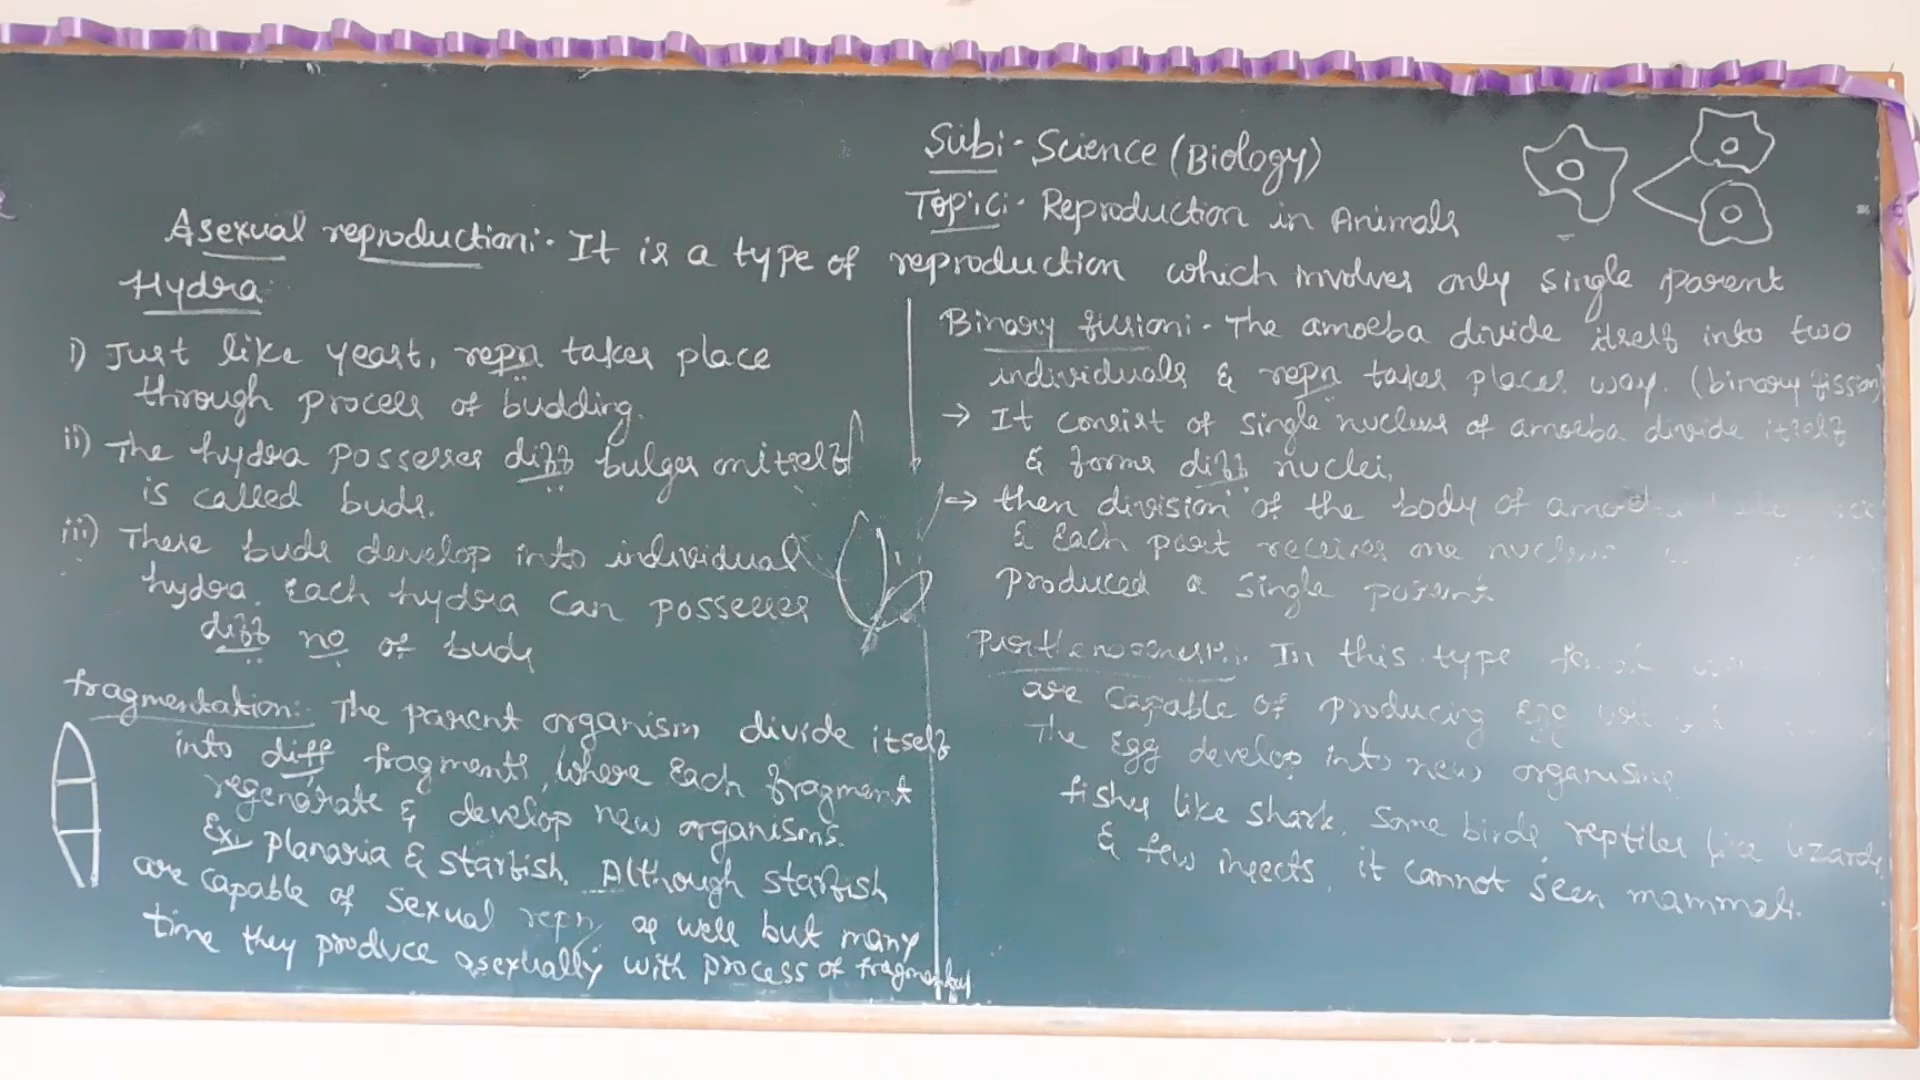 Sub:- Science (Biology)
Topic:- Reproduction in Animals
Asexual reproduction:- It is a type of reproduction which involves only single parent
Hydra
i) Just like yeast, repn takes place
through process of budding.
ii) The hydra possesses diff bulges on itself
is called buds.
iii) These buds develop into individual
hydra. Each hydra can possesses
diff no of buds
fragmentation:- The parent organism divide itself
into diff fragments, where Each fragment
regenerate & develop new organisms.
Ex:- planaria & starfish. Although starfish
are capable of sexual repn as well but many
time they produce asexually with process of
Binary fission:- The amoeba divide itself into two
individuals & repn takes places way. (binary fission)
→ It consist of single nucleus of amoeba divide itself
& forms diff nuclei,
→ then division of the body of
& Each part receives one
produced a single parent
In this type
are capable of producing
The Egg develop into new organism
fishes like shark, some birds reptiles like lizards
& few insects, it cannot seen mammals.